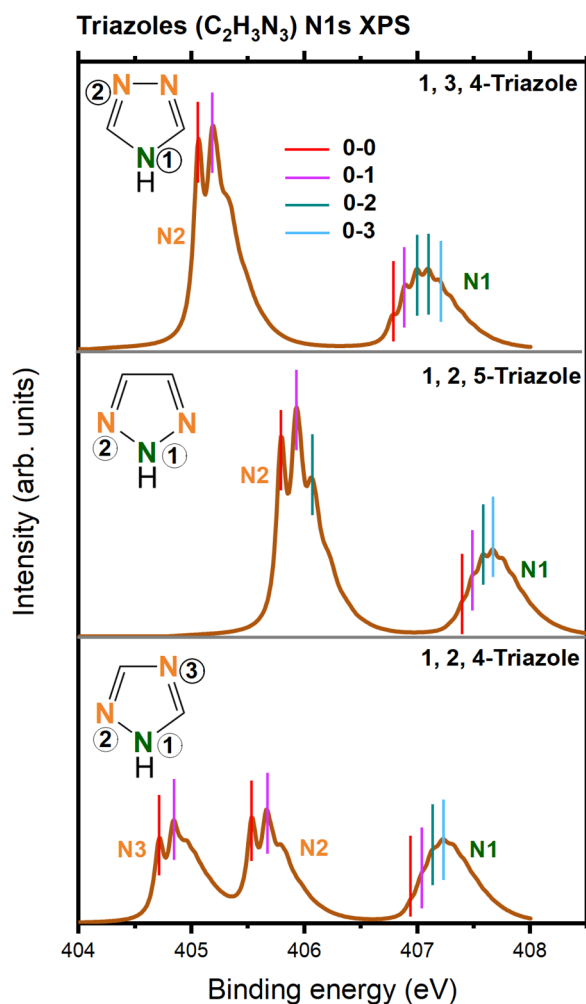 Triazoles (C₂H₃N₃) N1s XPS
1, 3, 4-Triazole
N N
2
N 1
H
0-0
0-1
0-2
0-3
N2
N1
1, 2, 5-Triazole
N N
2 N 1
H
N2
N1
1, 2, 4-Triazole
N 3
N
2 N 1
H
N3
N2
N1
Intensity (arb. units)
404 405 406 407 408
Binding energy (eV)